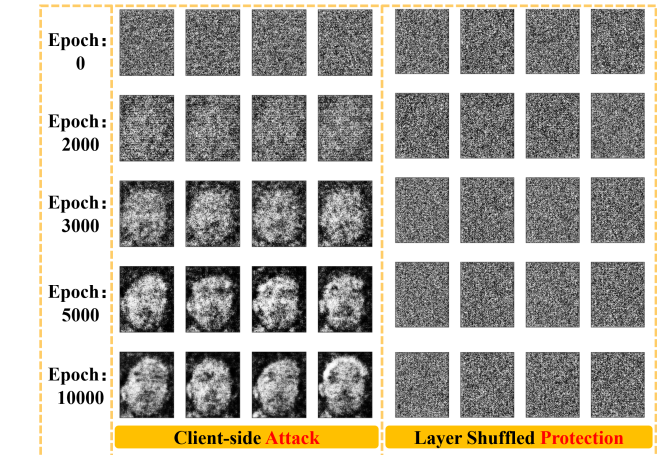 Epoch:
0
Epoch:
2000
Epoch:
3000
Epoch:
5000
Epoch:
10000
Client-side Attack
Layer Shuffled Protection